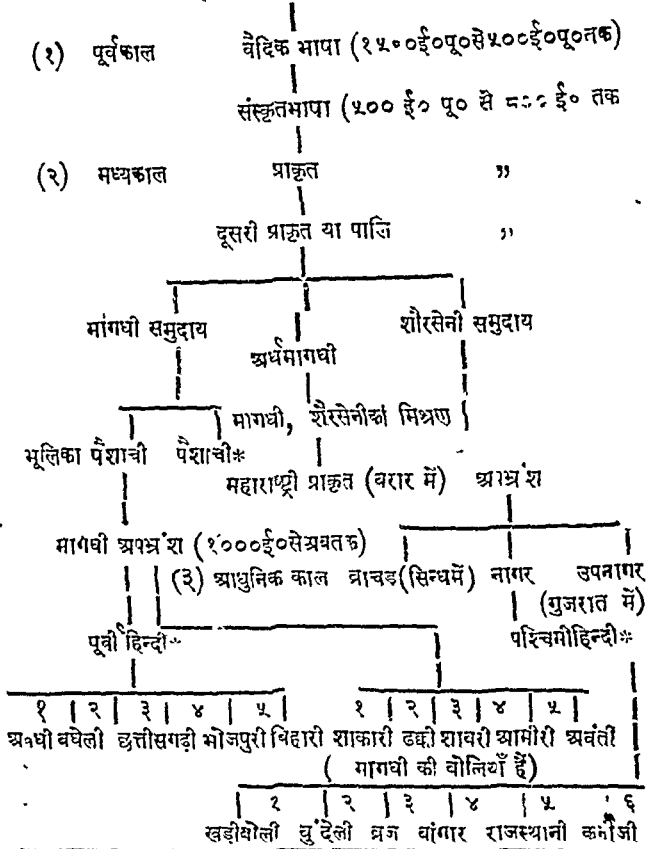 (१) पूर्वकाल वैदिक भाषा (१५००ई०पू०से५००ई०पू०तक)
संस्कृतभाषा (५०० ई० पू० से ८०० ई० तक
(२) मध्यकाल प्राकृत ”
दूसरी प्राकृत या पालि ”
मांगधी समुदाय शौरसेनी समुदाय
अर्धमागधी
मागधी, शौरसेनीका मिश्रण
भूलिका पैशाची पैशाची*
महाराष्ट्री प्राकृत (बरार में) अपभ्रंश
मागधी अपभ्रंश (१०००ई०सेअबतक)
(३) आधुनिक काल ब्राचड(सिन्धमें) नागर उपनागर
(गुजरात में)
पूर्वी हिन्दी* पश्चिमीहिन्दी*
१ २ ३ ४ ५ १ २ ३ ४ ५
अवधी बघेली छत्तीसगढ़ी भोजपुरी बिहारी शाकारी ढक्की शावरी आभीरी अवंती
( मागधी की बोलियाँ हैं)
१ २ ३ ४ ५ ६
खड़ीबोली बुंदेली ब्रज बांगार राजस्थानी कन्नौजी